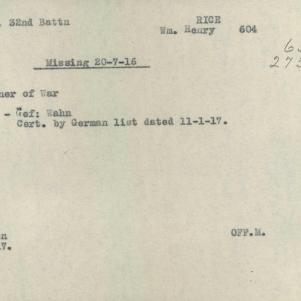 32nd Battn RICE
Wm. Henry 604
Missing 20-7-16
ner of War
- Gef: Wahn
Cert. by German list dated 11-1-17.
n OFF.M.
7.